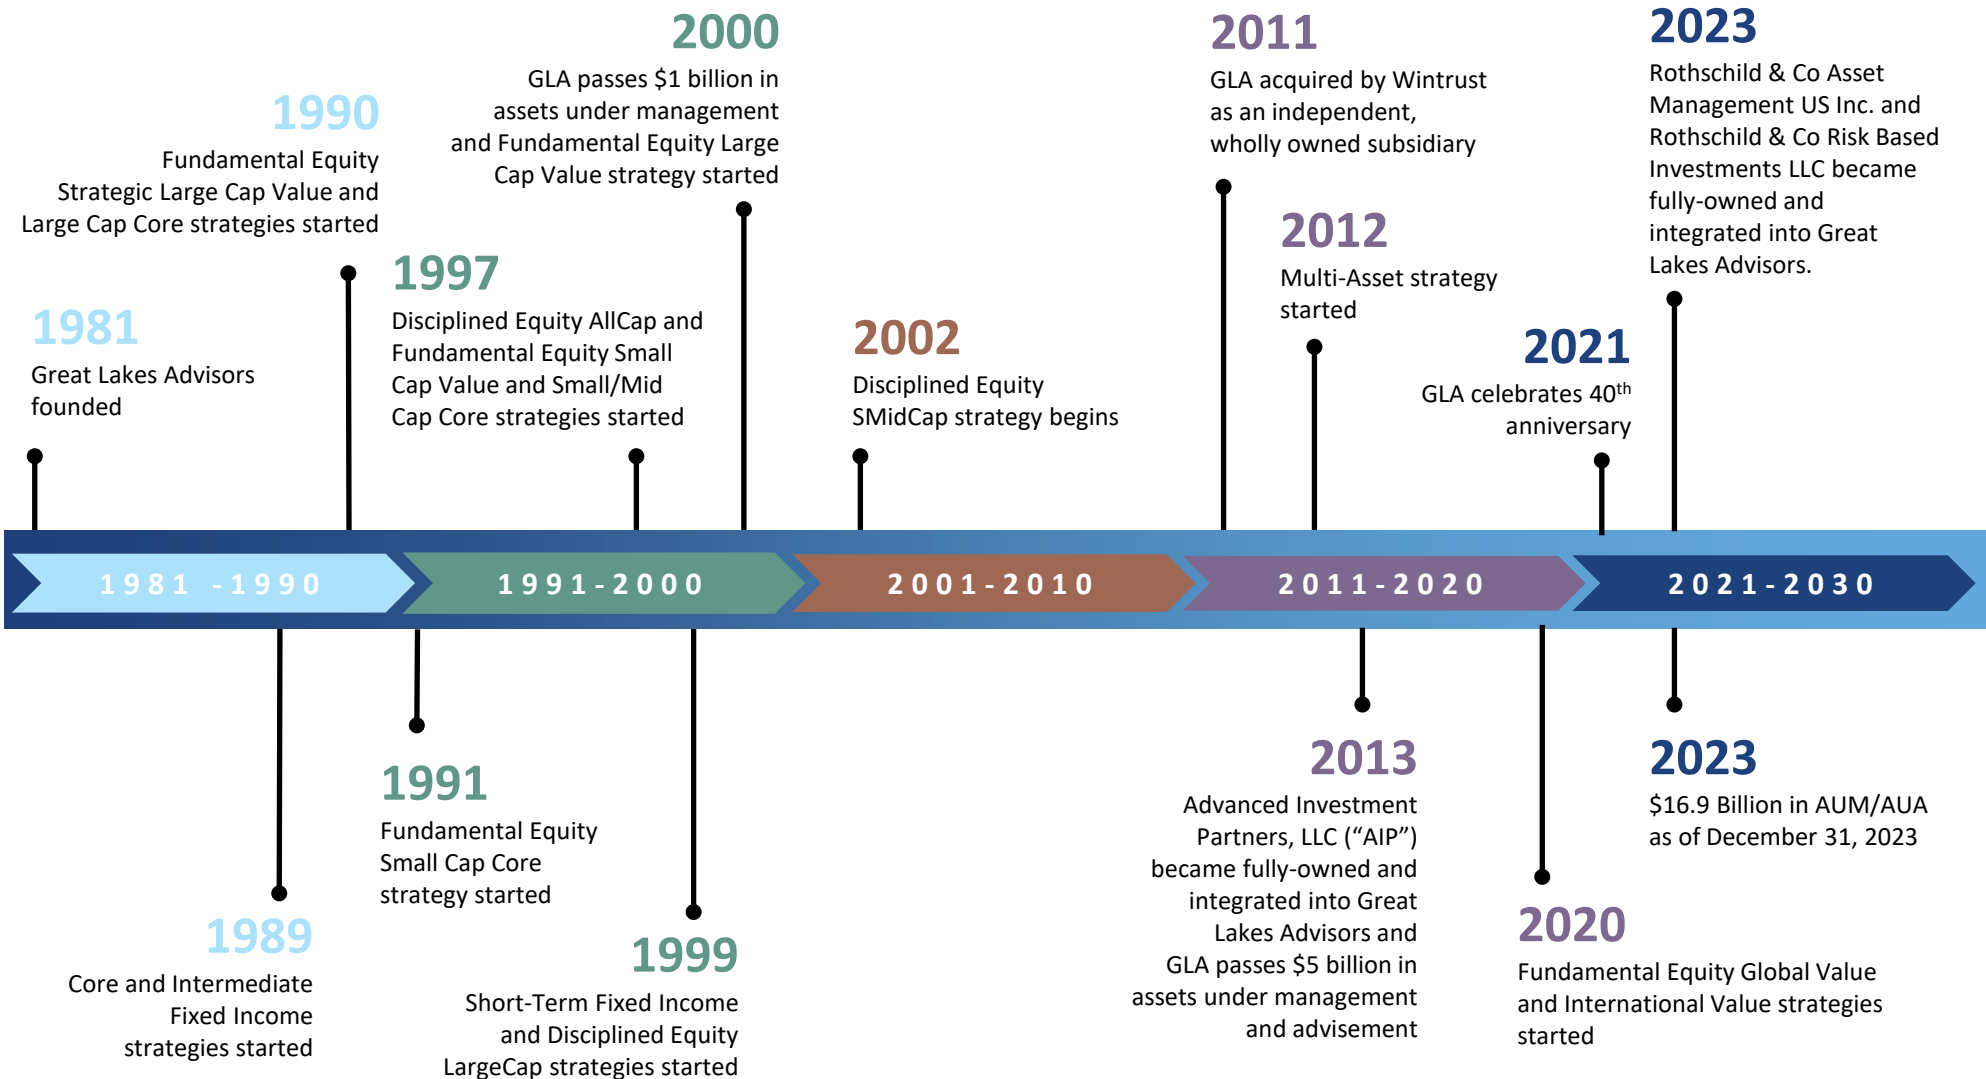 1981
Great Lakes Advisors
founded
1990
Fundamental Equity
Strategic Large Cap Value and
Large Cap Core strategies started
1997
Disciplined Equity AllCap and
Fundamental Equity Small
Cap Value and Small/Mid
Cap Core strategies started
2000
GLA passes $1 billion in
assets under management
and Fundamental Equity Large
Cap Value strategy started
2002
Disciplined Equity
SMidCap strategy begins
2011
GLA acquired by Wintrust
as an independent,
wholly owned subsidiary
2012
Multi-Asset strategy
started
2021
GLA celebrates 40th
anniversary
2023
Rothschild & Co Asset
Management US Inc. and
Rothschild & Co Risk Based
Investments LLC became
fully-owned and
integrated into Great
Lakes Advisors.
1981 -1990
1991-2000
2001-2010
2011-2020
2021-2030
1989
Core and Intermediate
Fixed Income
strategies started
1991
Fundamental Equity
Small Cap Core
strategy started
1999
Short-Term Fixed Income
and Disciplined Equity
LargeCap strategies started
2013
Advanced Investment
Partners, LLC (“AIP”)
became fully-owned and
integrated into Great
Lakes Advisors and
GLA passes $5 billion in
assets under management
and advisement
2020
Fundamental Equity Global Value
and International Value strategies
started
2023
$16.9 Billion in AUM/AUA
as of December 31, 2023